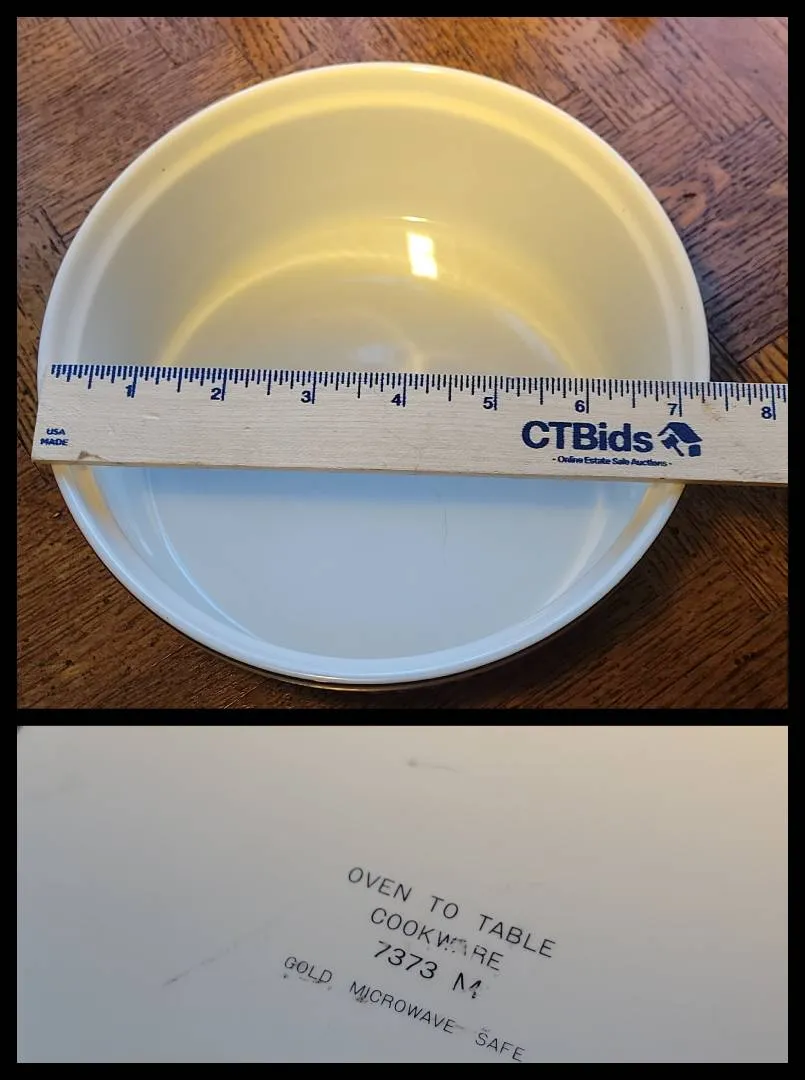 1 2 3 4 5 6 7 8
USA
MADE
CTBids
- Online Estate Sale Auctions -
OVEN TO TABLE
COOKWARE
7373 M
GOLD MICROWAVE SAFE